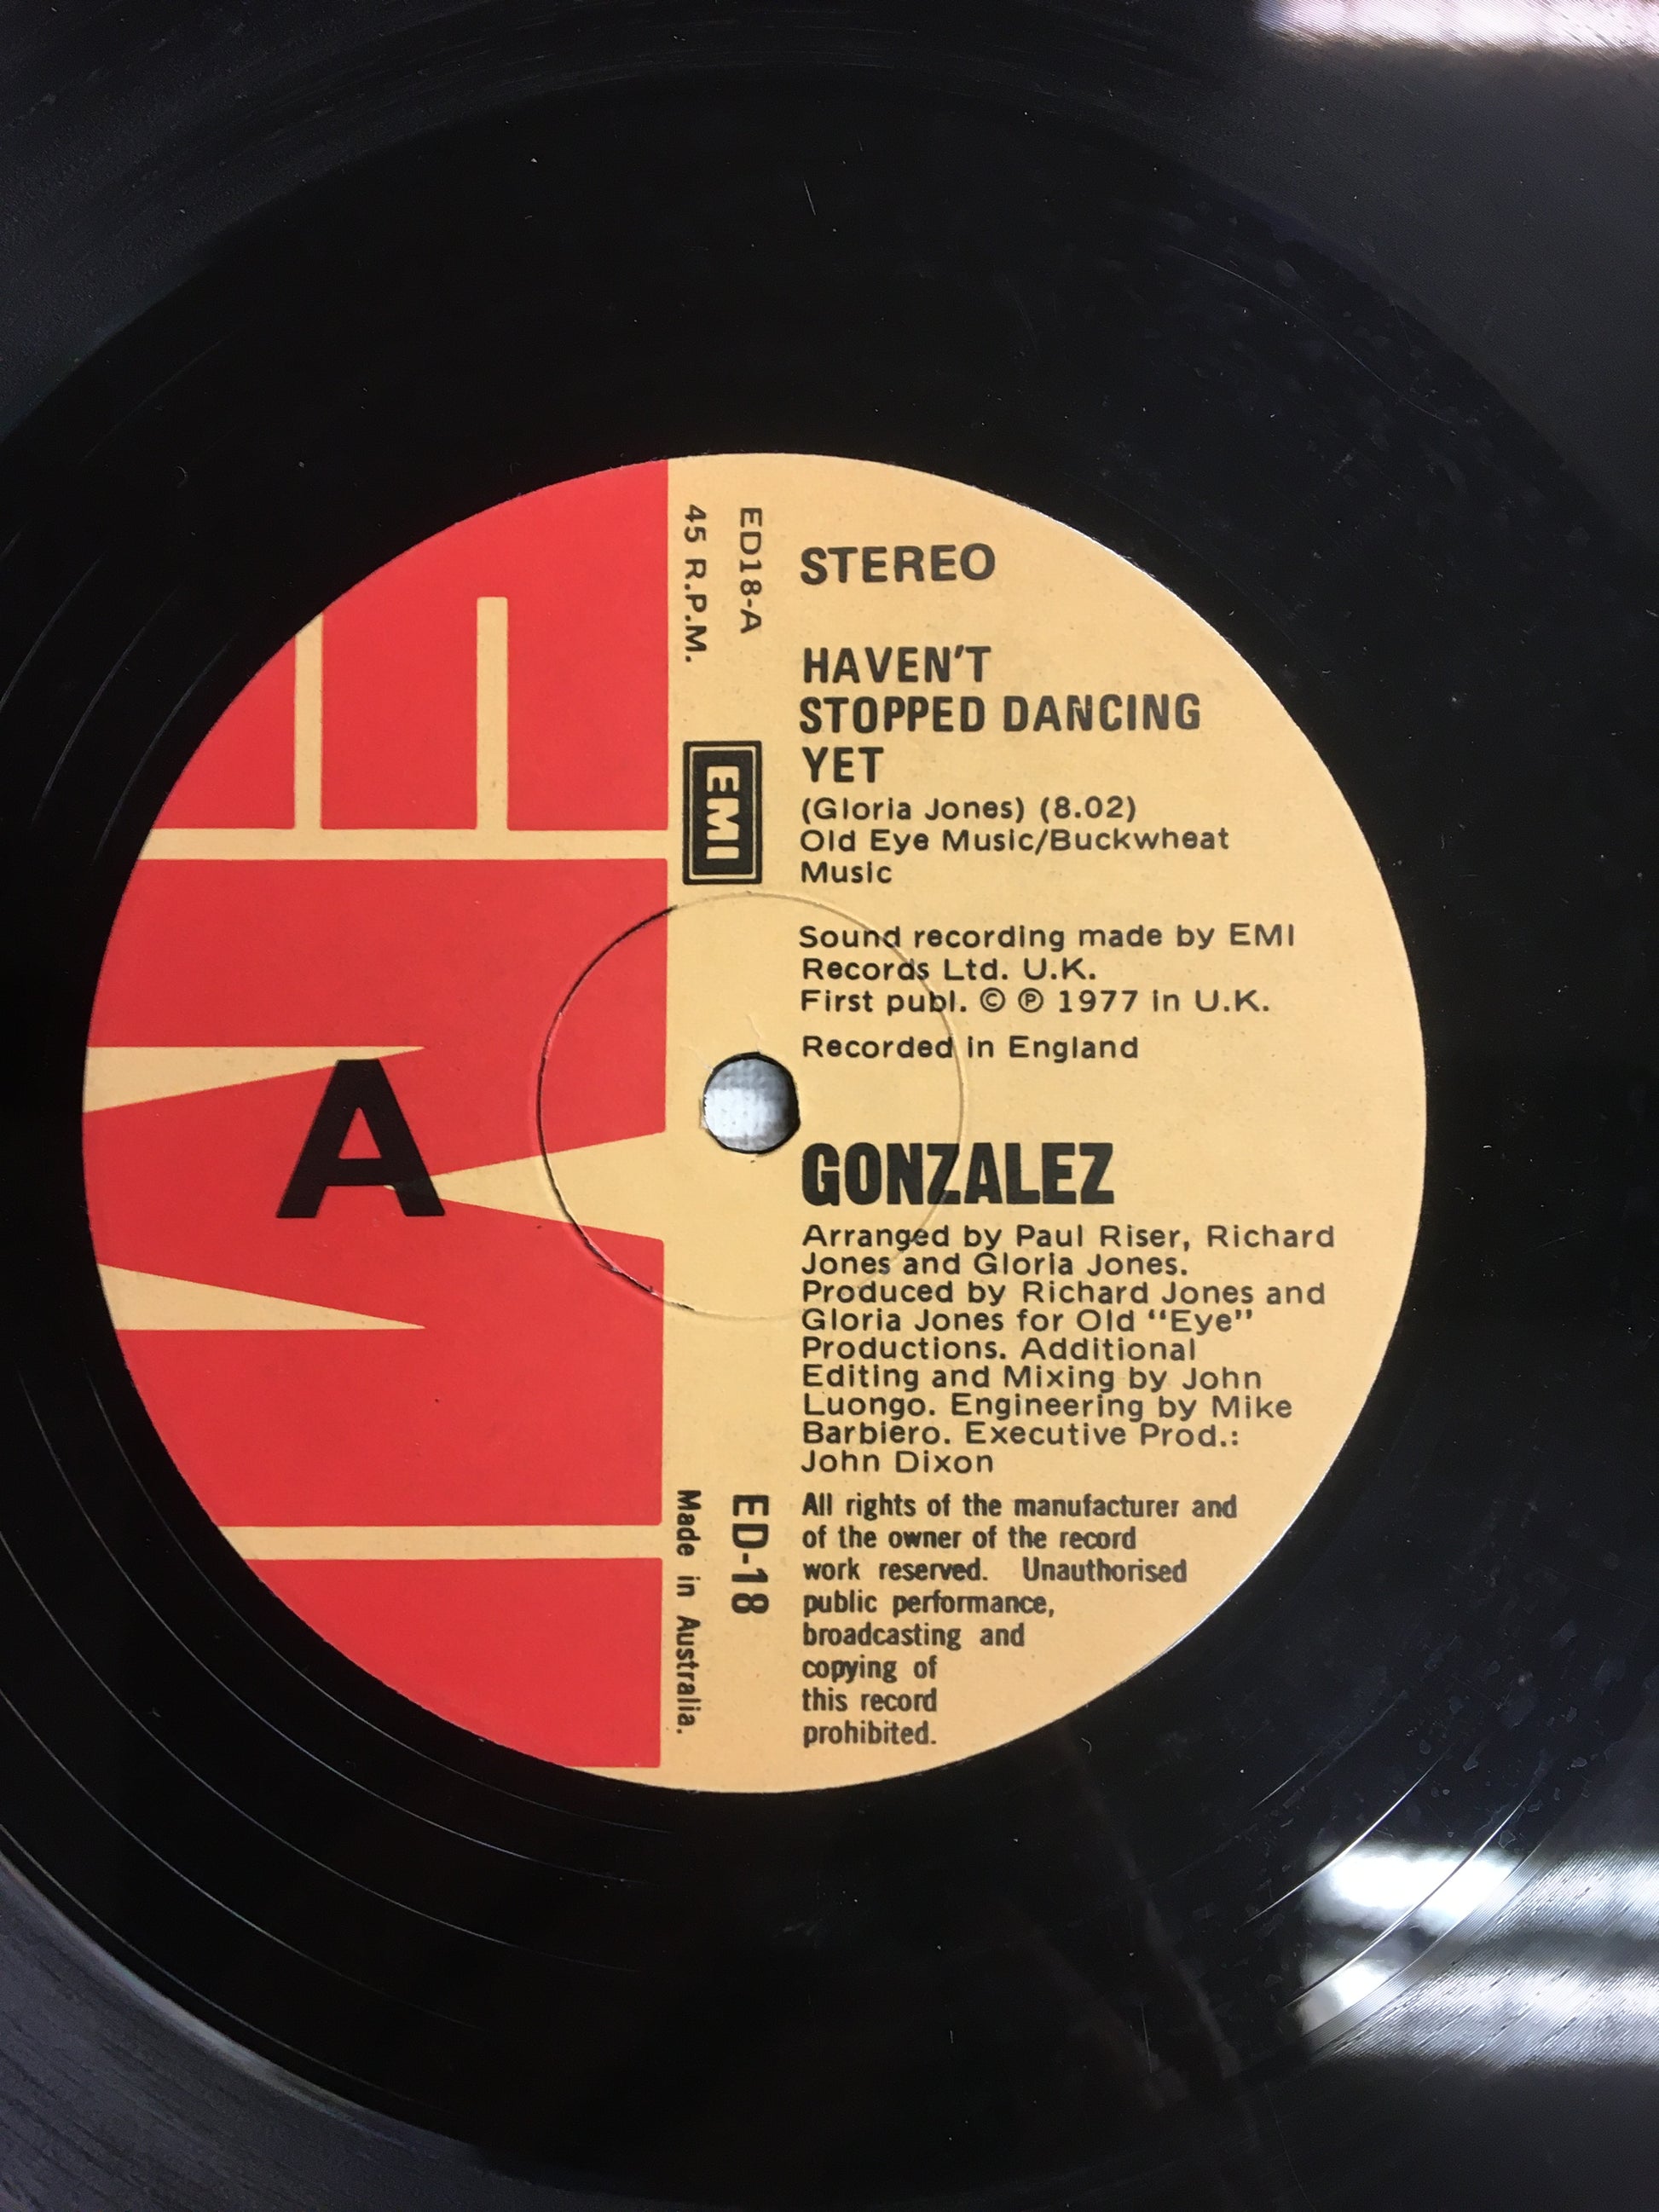 STEREO
ED18-A
45 R.P.M.
HAVEN'T
STOPPED DANCING
YET
(Gloria Jones) (8.02)
Old Eye Music/Buckwheat
Music
EMI
Sound recording made by EMI
Records Ltd. U.K.
First publ. © ℗ 1977 in U.K.
Recorded in England
A
GONZALEZ
Arranged by Paul Riser, Richard
Jones and Gloria Jones.
Produced by Richard Jones and
Gloria Jones for Old “Eye”
Productions. Additional
Editing and Mixing by John
Luongo. Engineering by Mike
Barbiero. Executive Prod.:
John Dixon
ED-18
Made in Australia.
All rights of the manufacturer and
of the owner of the record
work reserved. Unauthorised
public performance,
broadcasting and
copying of
this record
prohibited.